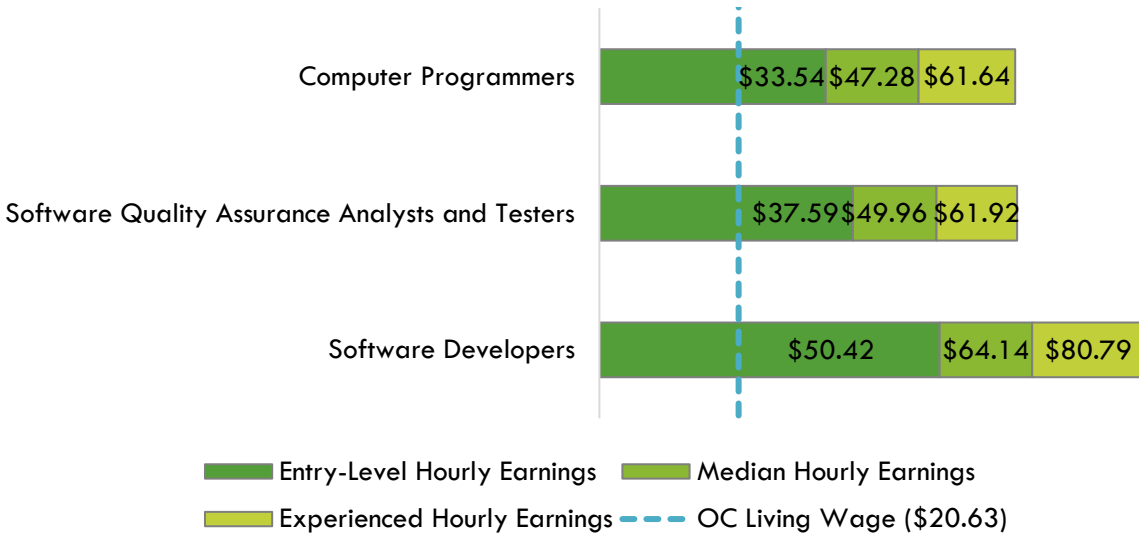 Computer Programmers $33.54 $47.28 $61.64
Software Quality Assurance Analysts and Testers $37.59 $49.96 $61.92
Software Developers $50.42 $64.14 $80.79
Entry-Level Hourly Earnings Median Hourly Earnings
Experienced Hourly Earnings OC Living Wage ($20.63)